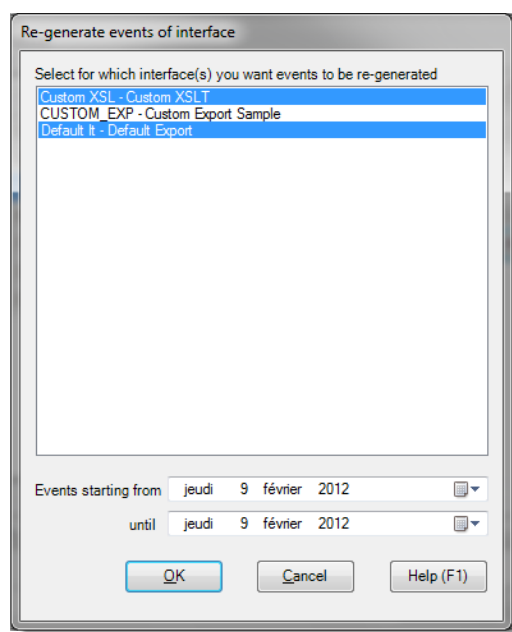 Re-generate events of interface
Select for which interface(s) you want events to be re-generated
Custom XSL - Custom XSLT
CUSTOM_EXP - Custom Export Sample
Default It - Default Export
Events starting from jeudi 9 février 2012
until jeudi 9 février 2012
OK Cancel Help (F1)